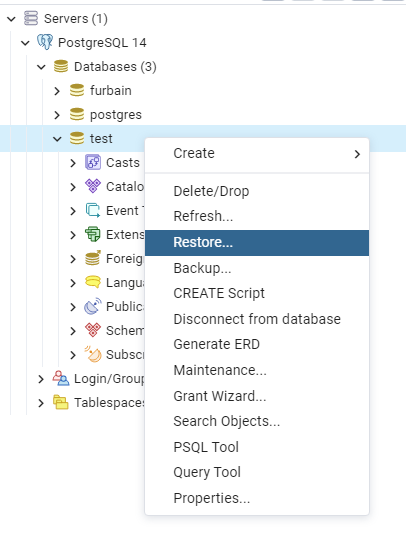 Servers (1)
PostgreSQL 14
Databases (3)
furbain
postgres
test
Casts
Catalo
Event T
Extens
Foreig
Langua
Publica
Schem
Subscr
Login/Group
Tablespaces
Create
Delete/Drop
Refresh...
Restore...
Backup...
CREATE Script
Disconnect from database
Generate ERD
Maintenance...
Grant Wizard...
Search Objects...
PSQL Tool
Query Tool
Properties...